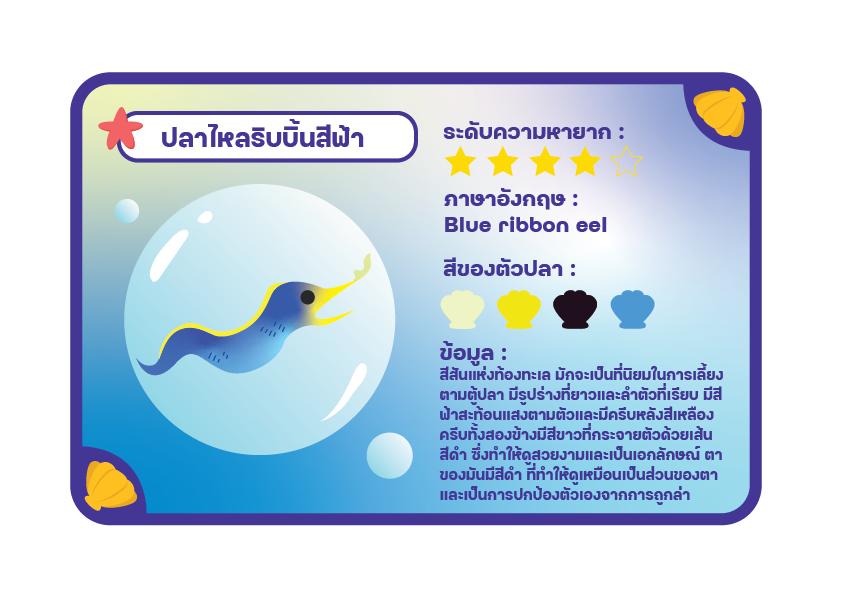 ปลาไหลริบบิ้นสีฟ้า
ระดับความหายาก :
ภาษาอังกฤษ :
Blue ribbon eel
สีของตัวปลา :
ข้อมูล :
สีสันแห่งท้องทะเล มักจะเป็นที่นิยมในการเลี้ยง
ตามตู้ปลา มีรูปร่างที่ยาวและลำตัวที่เรียบ มีสี
ฟ้าสะท้อนแสงตามตัวและมีครีบหลังสีเหลือง
ครีบทั้งสองข้างมีสีขาวที่กระจายตัวด้วยเส้น
สีดำ ซึ่งทำให้ดูสวยงามและเป็นเอกลักษณ์ ตา
ของมันมีสีดำ ที่ทำให้ดูเหมือนเป็นส่วนของตา
และเป็นการปกป้องตัวเองจากการถูกล่า